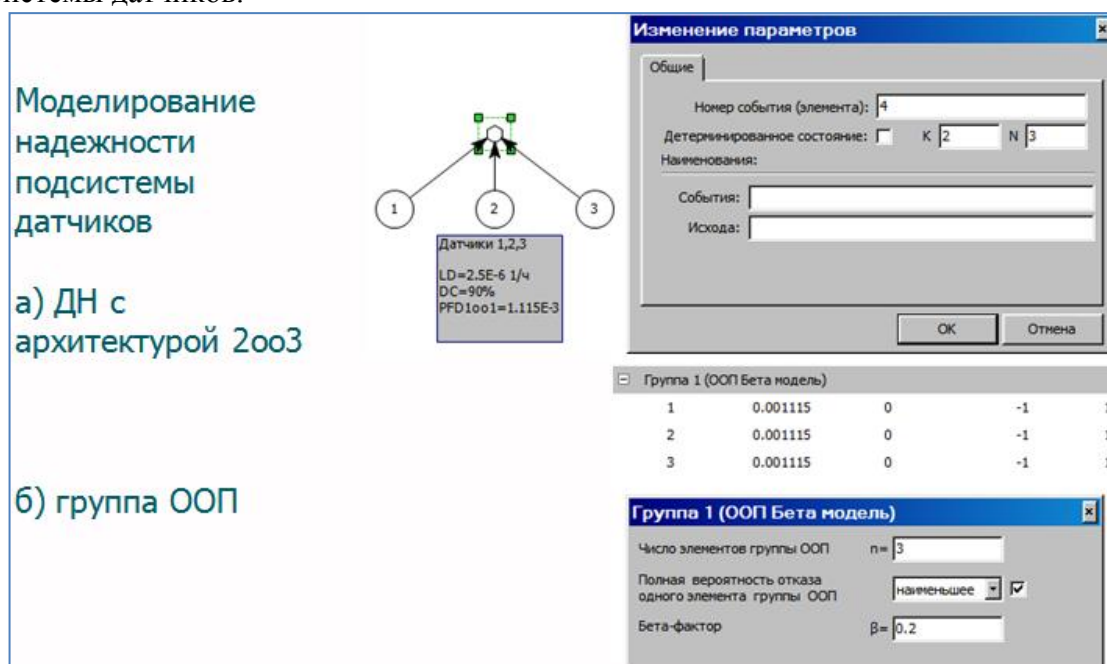 истемы датчиков.
Моделирование
надежности
подсистемы
датчиков
а) ДН с
архитектурой 2оо3
б) группа ООП
1
2
3
Датчики 1,2,3
LD=2.5E-6 1/ч
DC=90%
PFD1oo1=1.115E-3
Изменение параметров
Общие
Номер события (элемента): 4
Детерминированное состояние: K 2 N 3
Наименования:
События:
Исхода:
OK Отмена
Группа 1 (ООП Бета модель)
1 0.001115 0 -1
2 0.001115 0 -1
3 0.001115 0 -1
Группа 1 (ООП Бета модель)
Число элементов группы ООП n= 3
Полная вероятность отказа
одного элемента группы ООП наименьшее
Бета-фактор β= 0.2